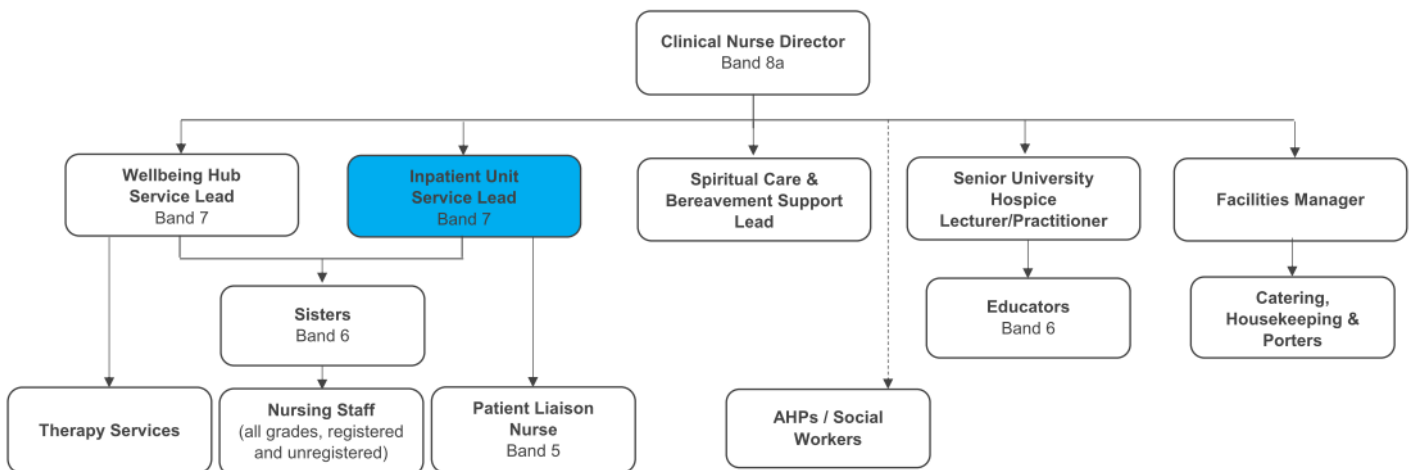 Clinical Nurse Director
Band 8a
Wellbeing Hub
Service Lead
Band 7
Inpatient Unit
Service Lead
Band 7
Spiritual Care &
Bereavement Support
Lead
Senior University
Hospice
Lecturer/Practitioner
Facilities Manager
Sisters
Band 6
Educators
Band 6
Catering,
Housekeeping &
Porters
Therapy Services
Nursing Staff
(all grades, registered
and unregistered)
Patient Liaison
Nurse
Band 5
AHPs / Social
Workers